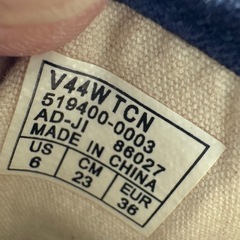 V44WTCN
519400-0003
AD-JI 86027
MADE IN CHINA
US CM EUR
6 23 36